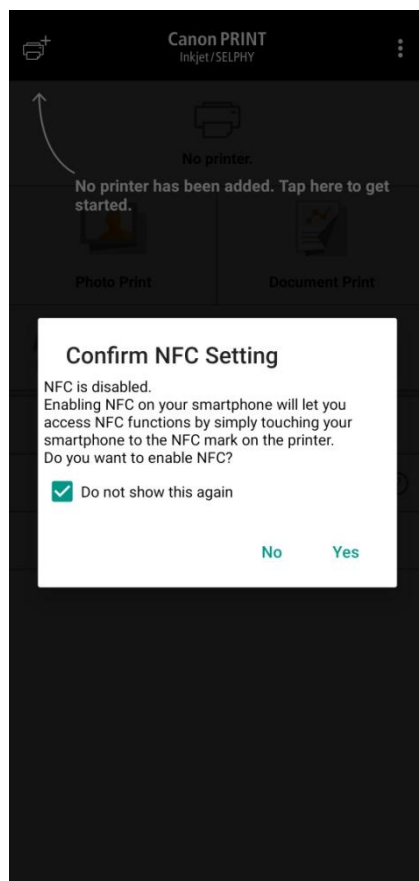 Canon PRINT
Inkjet/SELPHY
No printer.
No printer has been added. Tap here to get
started.
Photo Print
Document Print
Confirm NFC Setting
NFC is disabled.
Enabling NFC on your smartphone will let you
access NFC functions by simply touching your
smartphone to the NFC mark on the printer.
Do you want to enable NFC?
Do not show this again
No
Yes